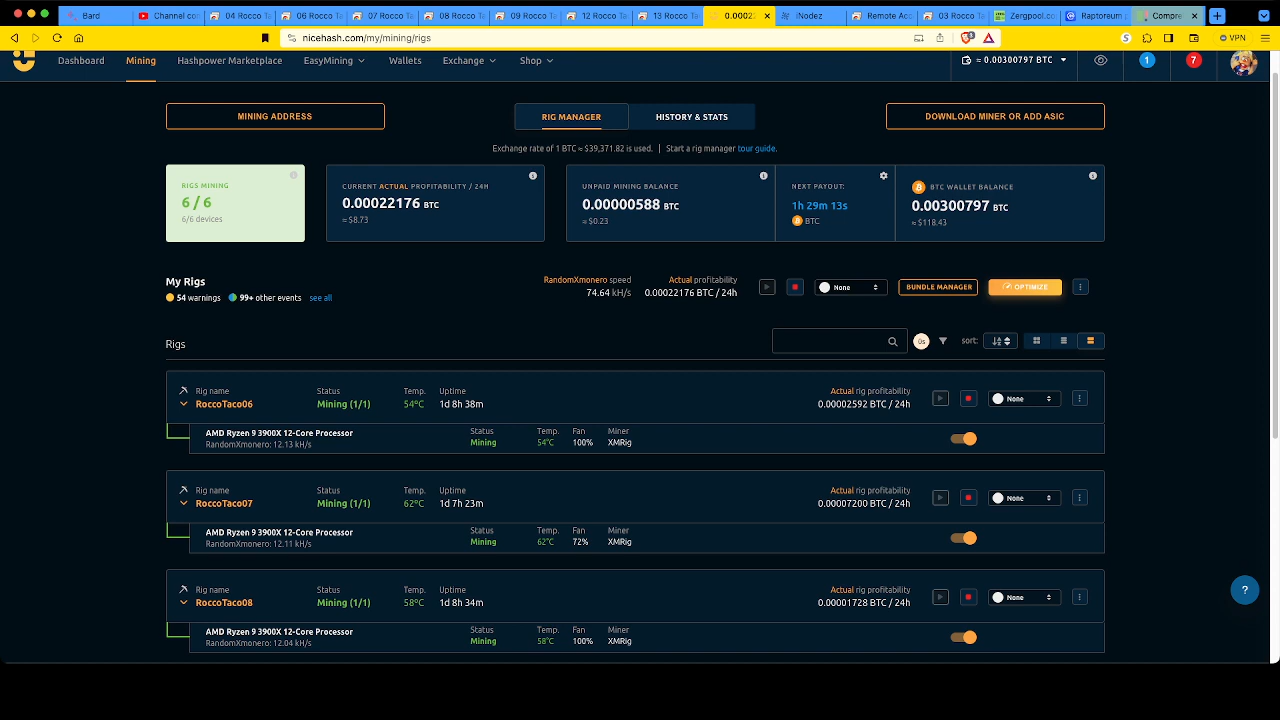 Bard
Channel con
04 Rocco Ta
06 Rocco Ta
07 Rocco Ta
08 Rocco Ta
09 Rocco Ta
12 Rocco Ta
13 Rocco Ta
0.0002
iNodez
Remote Acc
03 Rocco Ta
Zergpool.co
Raptoreum
Compre
nicehash.com/my/mining/rigs
VPN
Dashboard Mining Hashpower Marketplace EasyMining Wallets Exchange Shop
≈ 0.00300797 BTC
1
7
MINING ADDRESS
RIG MANAGER
HISTORY & STATS
DOWNLOAD MINER OR ADD ASIC
Exchange rate of 1 BTC ≈ $39,371.82 is used. | Start a rig manager tour guide.
RIGS MINING
6 / 6
6/6 devices
CURRENT ACTUAL PROFITABILITY / 24H
0.00022176 BTC
≈ $8.73
UNPAID MINING BALANCE
0.00000588 BTC
≈ $0.23
NEXT PAYOUT:
1h 29m 13s
BTC
BTC WALLET BALANCE
0.00300797 BTC
≈ $118.43
My Rigs
54 warnings 99+ other events see all
RandomXmonero speed
74.64 kH/s
Actual profitability
0.00022176 BTC / 24h
None
BUNDLE MANAGER
OPTIMIZE
Rigs
0s
sort:
Rig name Status Temp. Uptime Actual rig profitability
RoccoTaco06 Mining (1/1) 54°C 1d 8h 38m 0.00002592 BTC / 24h None
AMD Ryzen 9 3900X 12-Core Processor Status Temp. Fan Miner
RandomXmonero: 12.13 kH/s Mining 54°C 100% XMRig
Rig name Status Temp. Uptime Actual rig profitability
RoccoTaco07 Mining (1/1) 62°C 1d 7h 23m 0.00007200 BTC / 24h None
AMD Ryzen 9 3900X 12-Core Processor Status Temp. Fan Miner
RandomXmonero: 12.11 kH/s Mining 62°C 72% XMRig
Rig name Status Temp. Uptime Actual rig profitability
RoccoTaco08 Mining (1/1) 58°C 1d 8h 34m 0.00001728 BTC / 24h None
AMD Ryzen 9 3900X 12-Core Processor Status Temp. Fan Miner
RandomXmonero: 12.04 kH/s Mining 58°C 100% XMRig
?